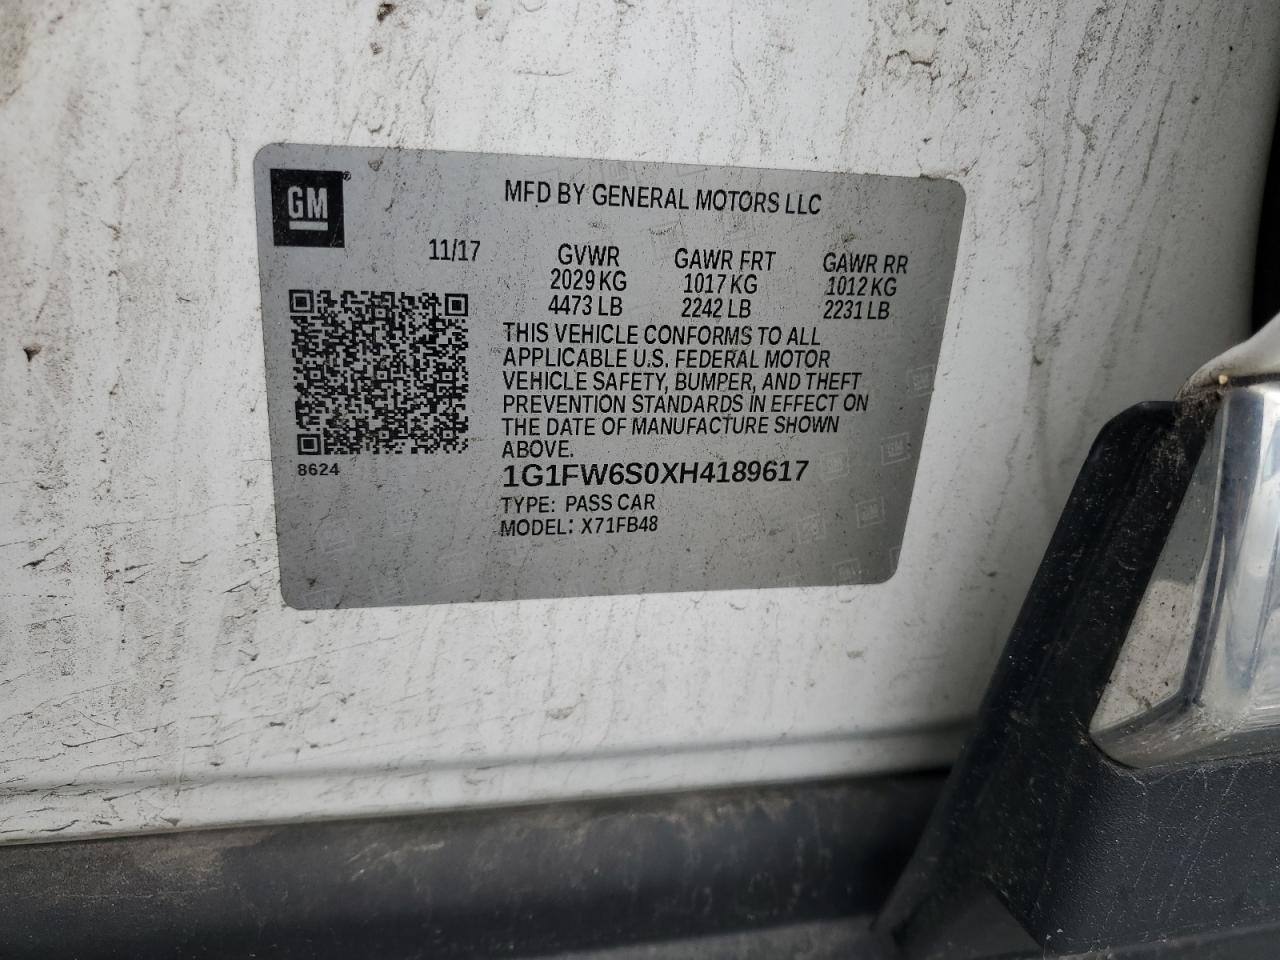 GM
MFD BY GENERAL MOTORS LLC
11/17
GVWR GAWR FRT GAWR RR
2029 KG 1017 KG 1012 KG
4473 LB 2242 LB 2231 LB
THIS VEHICLE CONFORMS TO ALL
APPLICABLE U.S. FEDERAL MOTOR
VEHICLE SAFETY, BUMPER, AND THEFT
PREVENTION STANDARDS IN EFFECT ON
THE DATE OF MANUFACTURE SHOWN
ABOVE.
8624
1G1FW6S0XH4189617
TYPE: PASS CAR
MODEL: X71FB48